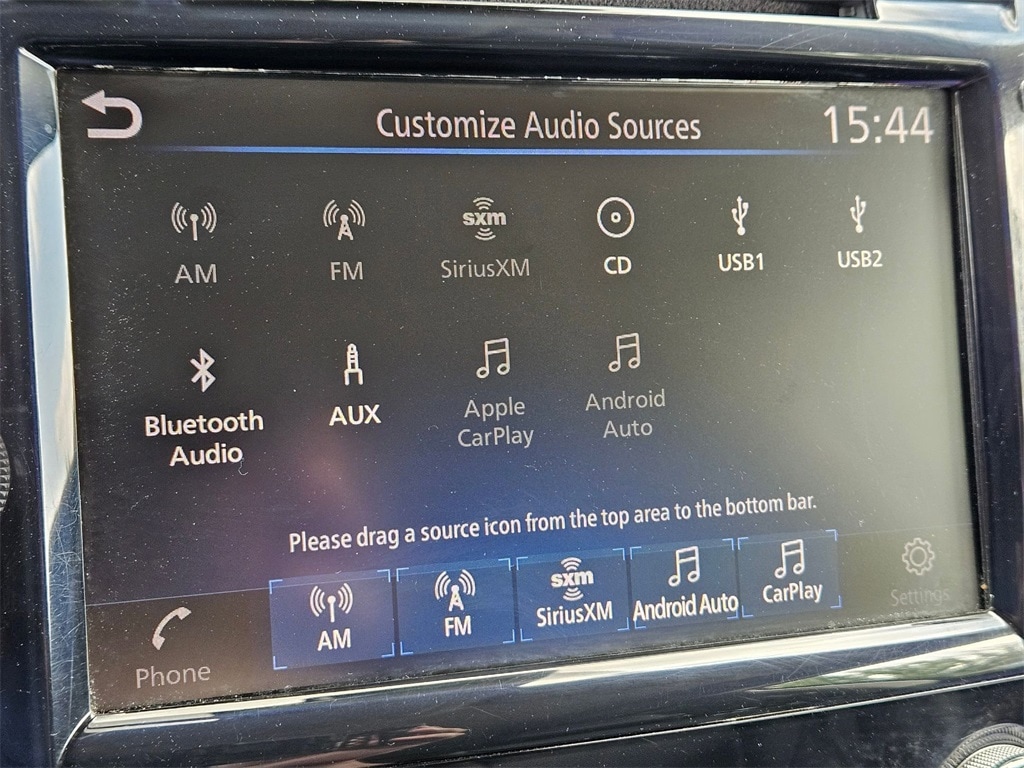 Customize Audio Sources 15:44
sxm
AM FM SiriusXM CD USB1 USB2
Bluetooth Audio
AUX
Apple CarPlay
Android Auto
Please drag a source icon from the top area to the bottom bar.
sxm
Phone AM FM SiriusXM Android Auto CarPlay Settings